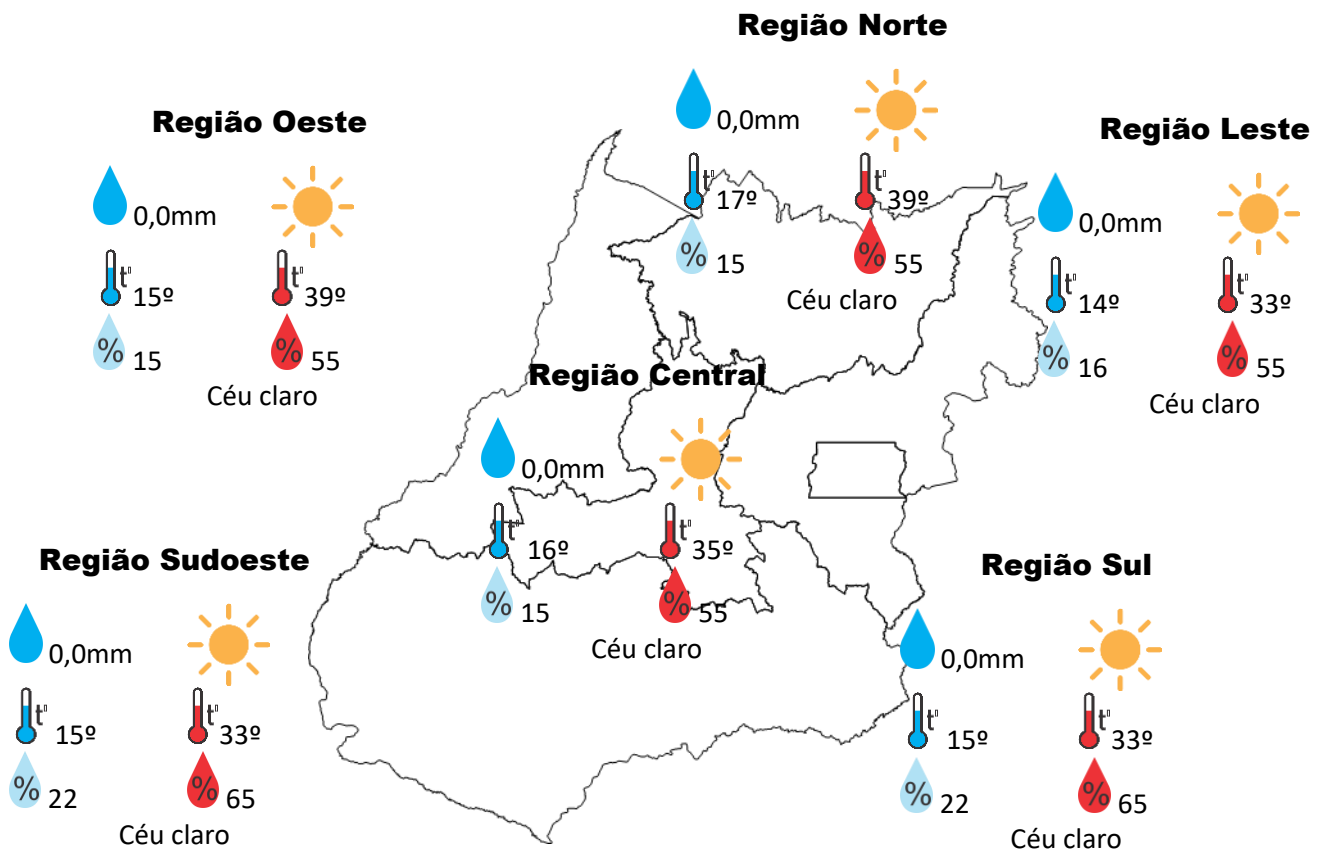 Região Norte
0,0mm
t° 17º
t° 39º
% 15
% 55
Céu claro
Região Oeste
0,0mm
t° 15º
t° 39º
% 15
% 55
Céu claro
Região Leste
0,0mm
t° 14º
t° 33º
% 16
% 55
Céu claro
Região Central
0,0mm
t° 16º
t° 35º
% 15
% 55
Céu claro
Região Sudoeste
0,0mm
t° 15º
t° 33º
% 22
% 65
Céu claro
Região Sul
0,0mm
t° 15º
t° 33º
% 22
% 65
Céu claro